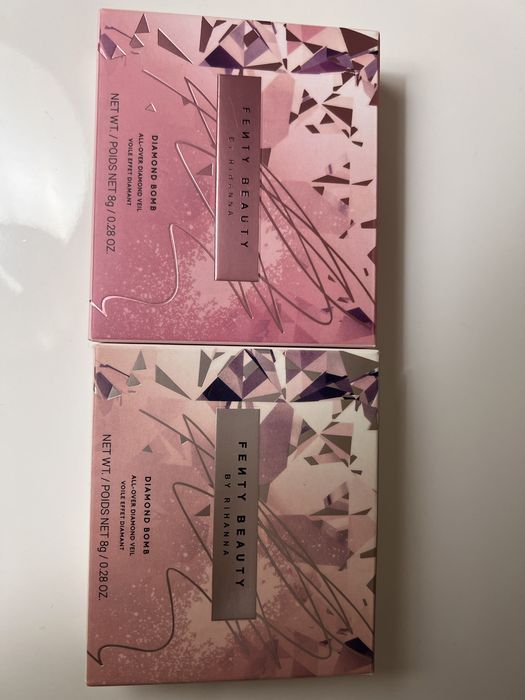 FEИTY BEAUTY
BY RIHANNA
DIAMOND BOMB
ALL-OVER DIAMOND VEIL
VOILE EFFET DIAMANT
NET WT. / POIDS NET 8g / 0.28 OZ.
FEИTY BEAUTY
BY RIHANNA
DIAMOND BOMB
ALL-OVER DIAMOND VEIL
VOILE EFFET DIAMANT
NET WT. / POIDS NET 8g / 0.28 OZ.